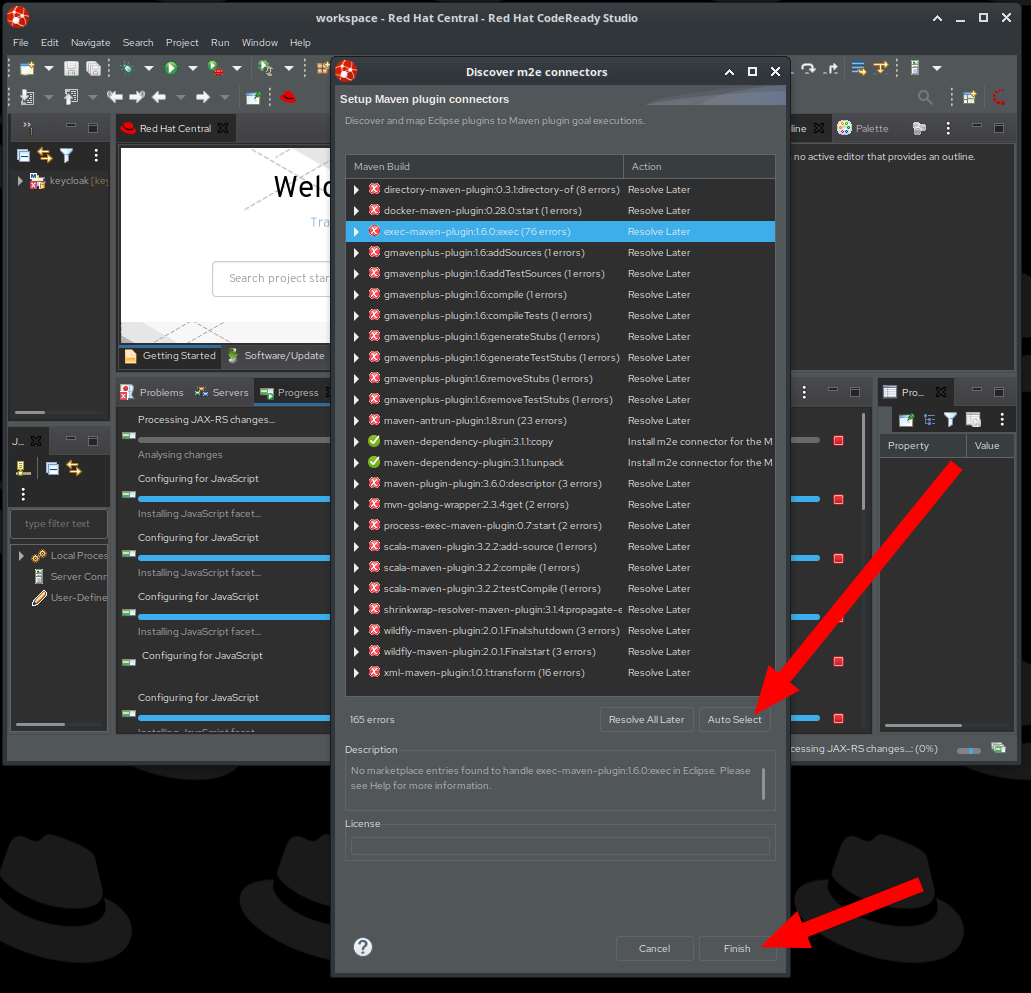 workspace - Red Hat Central - Red Hat CodeReady Studio
File Edit Navigate Search Project Run Window Help
Discover m2e connectors
Setup Maven plugin connectors
Discover and map Eclipse plugins to Maven plugin goal executions.
Red Hat Central
Palette
no active editor that provides an outline.
keycloak
Search project
Getting Started Software/Update
Problems Servers Progress
Processing JAX-RS changes...
Analysing changes
Configuring for JavaScript
Installing JavaScript facet...
Configuring for JavaScript
Installing JavaScript facet...
Configuring for JavaScript
Installing JavaScript facet...
Configuring for JavaScript
Configuring for JavaScript
J...
type filter text
Local Proces
Server Conn
User-Define
Maven Build Action
directory-maven-plugin:0.3.1:directory-of (8 errors) Resolve Later
docker-maven-plugin:0.28.0:start (1 errors) Resolve Later
exec-maven-plugin:1.6.0:exec (76 errors) Resolve Later
gmavenplus-plugin:1.6:addSources (1 errors) Resolve Later
gmavenplus-plugin:1.6:addTestSources (1 errors) Resolve Later
gmavenplus-plugin:1.6:compile (1 errors) Resolve Later
gmavenplus-plugin:1.6:compileTests (1 errors) Resolve Later
gmavenplus-plugin:1.6:generateStubs (1 errors) Resolve Later
gmavenplus-plugin:1.6:generateTestStubs (1 errors) Resolve Later
gmavenplus-plugin:1.6:removeStubs (1 errors) Resolve Later
gmavenplus-plugin:1.6:removeTestStubs (1 errors) Resolve Later
maven-antrun-plugin:1.8:run (23 errors) Resolve Later
maven-dependency-plugin:3.1.1:copy Install m2e connector for the M
maven-dependency-plugin:3.1.1:unpack Install m2e connector for the M
maven-plugin-plugin:3.6.0:descriptor (3 errors) Resolve Later
mvn-golang-wrapper:2.3.4:get (2 errors) Resolve Later
process-exec-maven-plugin:0.7:start (2 errors) Resolve Later
scala-maven-plugin:3.2.2:add-source (1 errors) Resolve Later
scala-maven-plugin:3.2.2:compile (1 errors) Resolve Later
scala-maven-plugin:3.2.2:testCompile (1 errors) Resolve Later
shrinkwrap-resolver-maven-plugin:3.1.4:propagate-e Resolve Later
wildfly-maven-plugin:2.0.1.Final:shutdown (3 errors) Resolve Later
wildfly-maven-plugin:2.0.1.Final:start (3 errors) Resolve Later
xml-maven-plugin:1.0.1:transform (16 errors) Resolve Later
165 errors Resolve All Later Auto Select
Description
No marketplace entries found to handle exec-maven-plugin:1.6.0:exec in Eclipse. Please
see Help for more information.
License
Cancel Finish
Pro...
Property Value
cessing JAX-RS changes...: (0%)